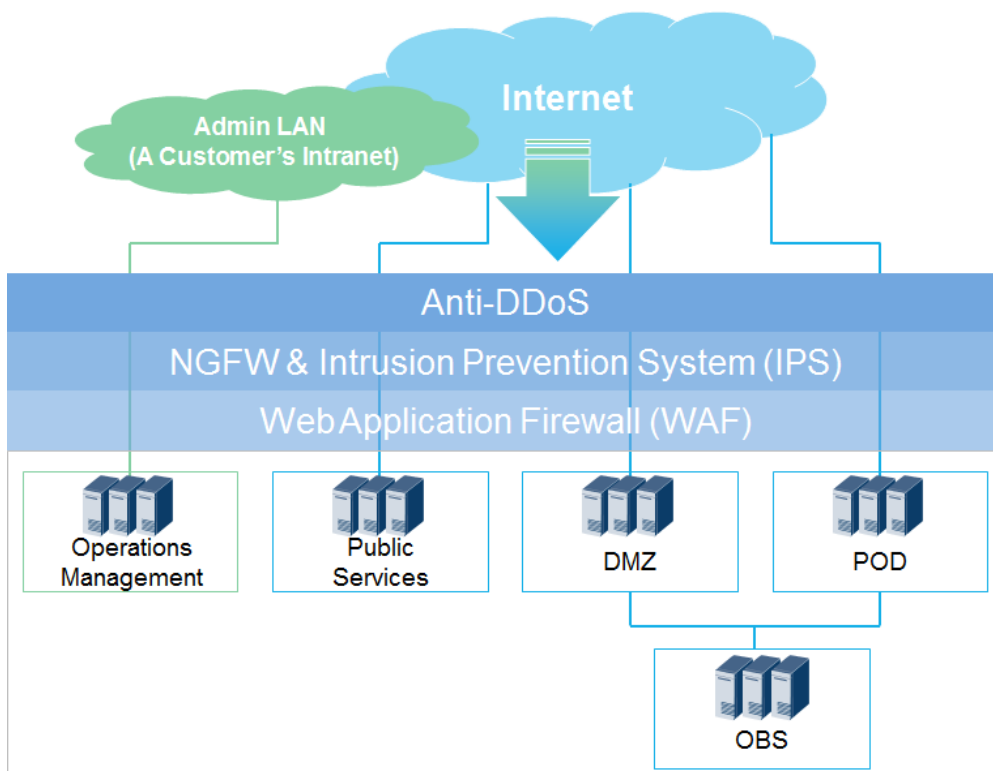 Internet
Admin LAN
(A Customer’s Intranet)
Anti-DDoS
NGFW & Intrusion Prevention System (IPS)
Web Application Firewall (WAF)
Operations
Management
Public
Services
DMZ
POD
OBS